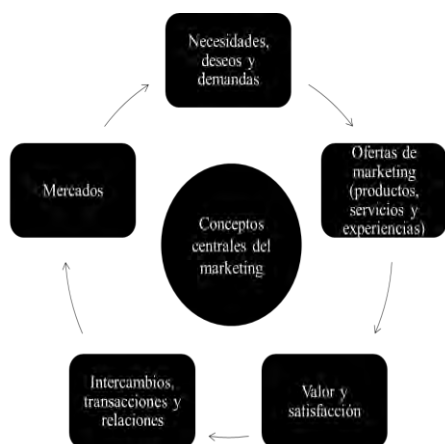 Necesidades,
deseos y
demandas
Ofertas de
marketing
(productos,
servicios y
experiencias)
Mercados
Conceptos
centrales del
marketing
Intercambios,
transacciones y
relaciones
Valor y
satisfacción